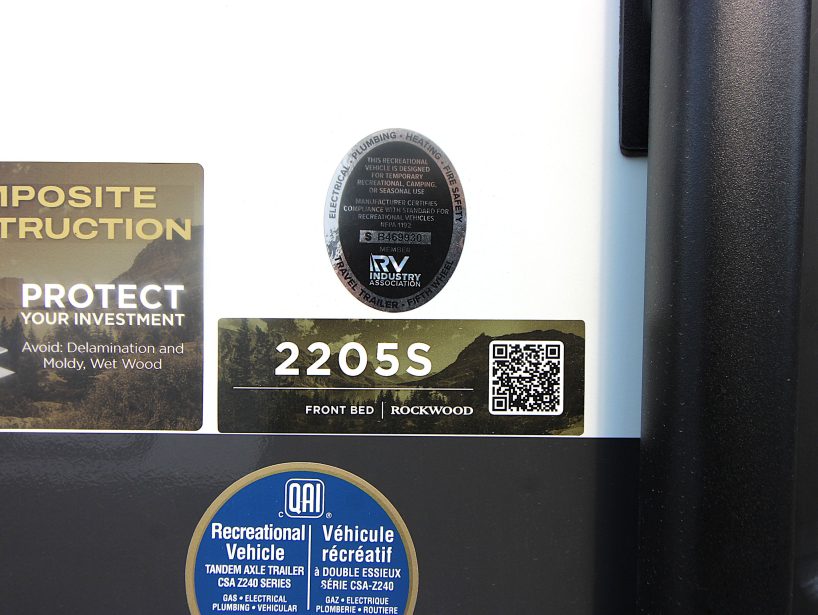 MPOSITE
TRUCTION
PROTECT
YOUR INVESTMENT
Avoid: Delamination and
Moldy, Wet Wood
ELECTRICAL • PLUMBING • HEATING • FIRE SAFETY
THIS RECREATIONAL
VEHICLE IS DESIGNED
FOR TEMPORARY
RECREATIONAL, CAMPING,
OR SEASONAL USE
MANUFACTURER CERTIFIES
COMPLIANCE WITH STANDARD FOR
RECREATIONAL VEHICLES
NFPA 1192
MEMBER
RV
INDUSTRY
ASSOCIATION
TRAVEL TRAILER • FIFTH WHEEL
2205S
FRONT BED | ROCKWOOD
C QAI ®
Recreational
Vehicle
TANDEM AXLE TRAILER
CSA Z240 SERIES
GAS • ELECTRICAL
PLUMBING • VEHICULAR
Véhicule
récréatif
à DOUBLE ESSIEUX
SÉRIE CSA-Z240
GAZ • ELECTRIQUE
PLOMBERIE • ROUTIERE